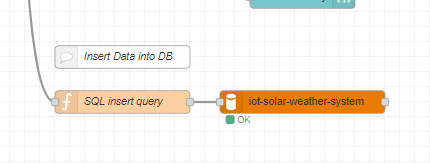 Insert Data into DB
SQL insert query
iot-solar-weather-system
OK